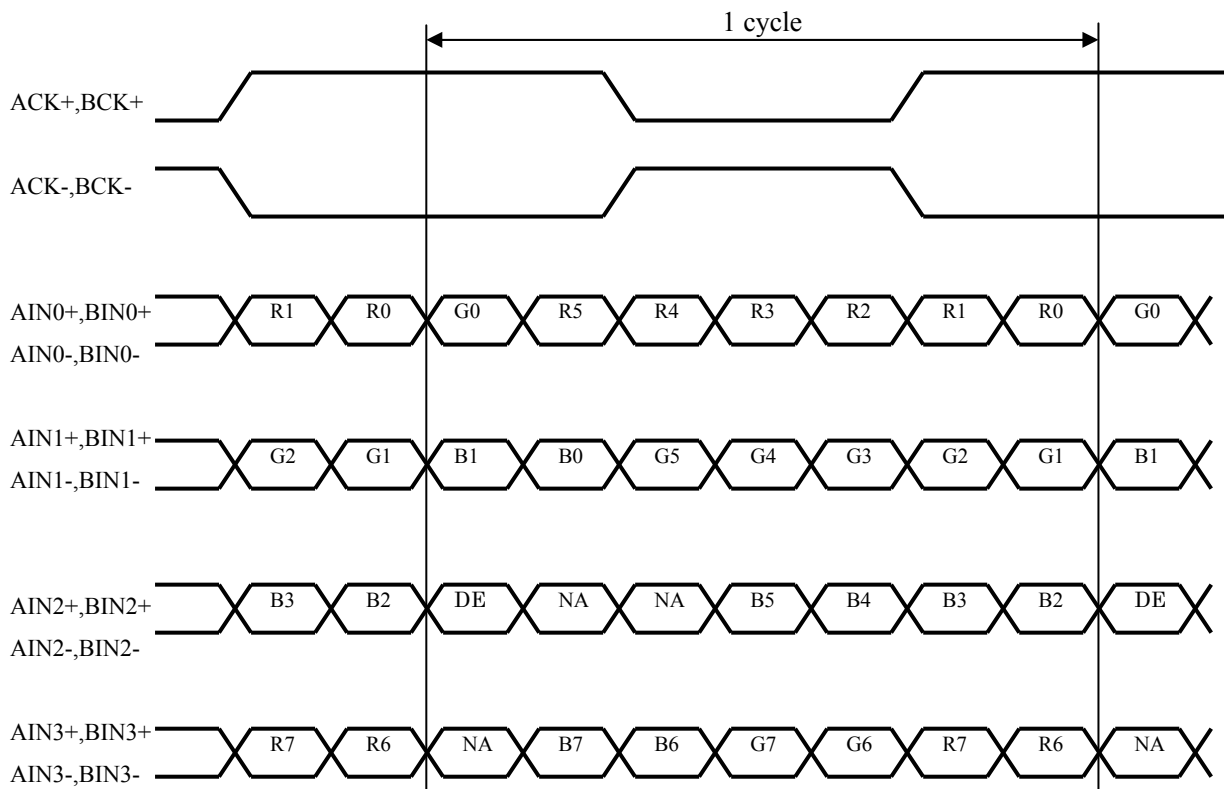 1 cycle
ACK+,BCK+
ACK-,BCK-
AIN0+,BIN0+
R1 R0 G0 R5 R4 R3 R2 R1 R0 G0
AIN0-,BIN0-
AIN1+,BIN1+
G2 G1 B1 B0 G5 G4 G3 G2 G1 B1
AIN1-,BIN1-
AIN2+,BIN2+
B3 B2 DE NA NA B5 B4 B3 B2 DE
AIN2-,BIN2-
AIN3+,BIN3+
R7 R6 NA B7 B6 G7 G6 R7 R6 NA
AIN3-,BIN3-